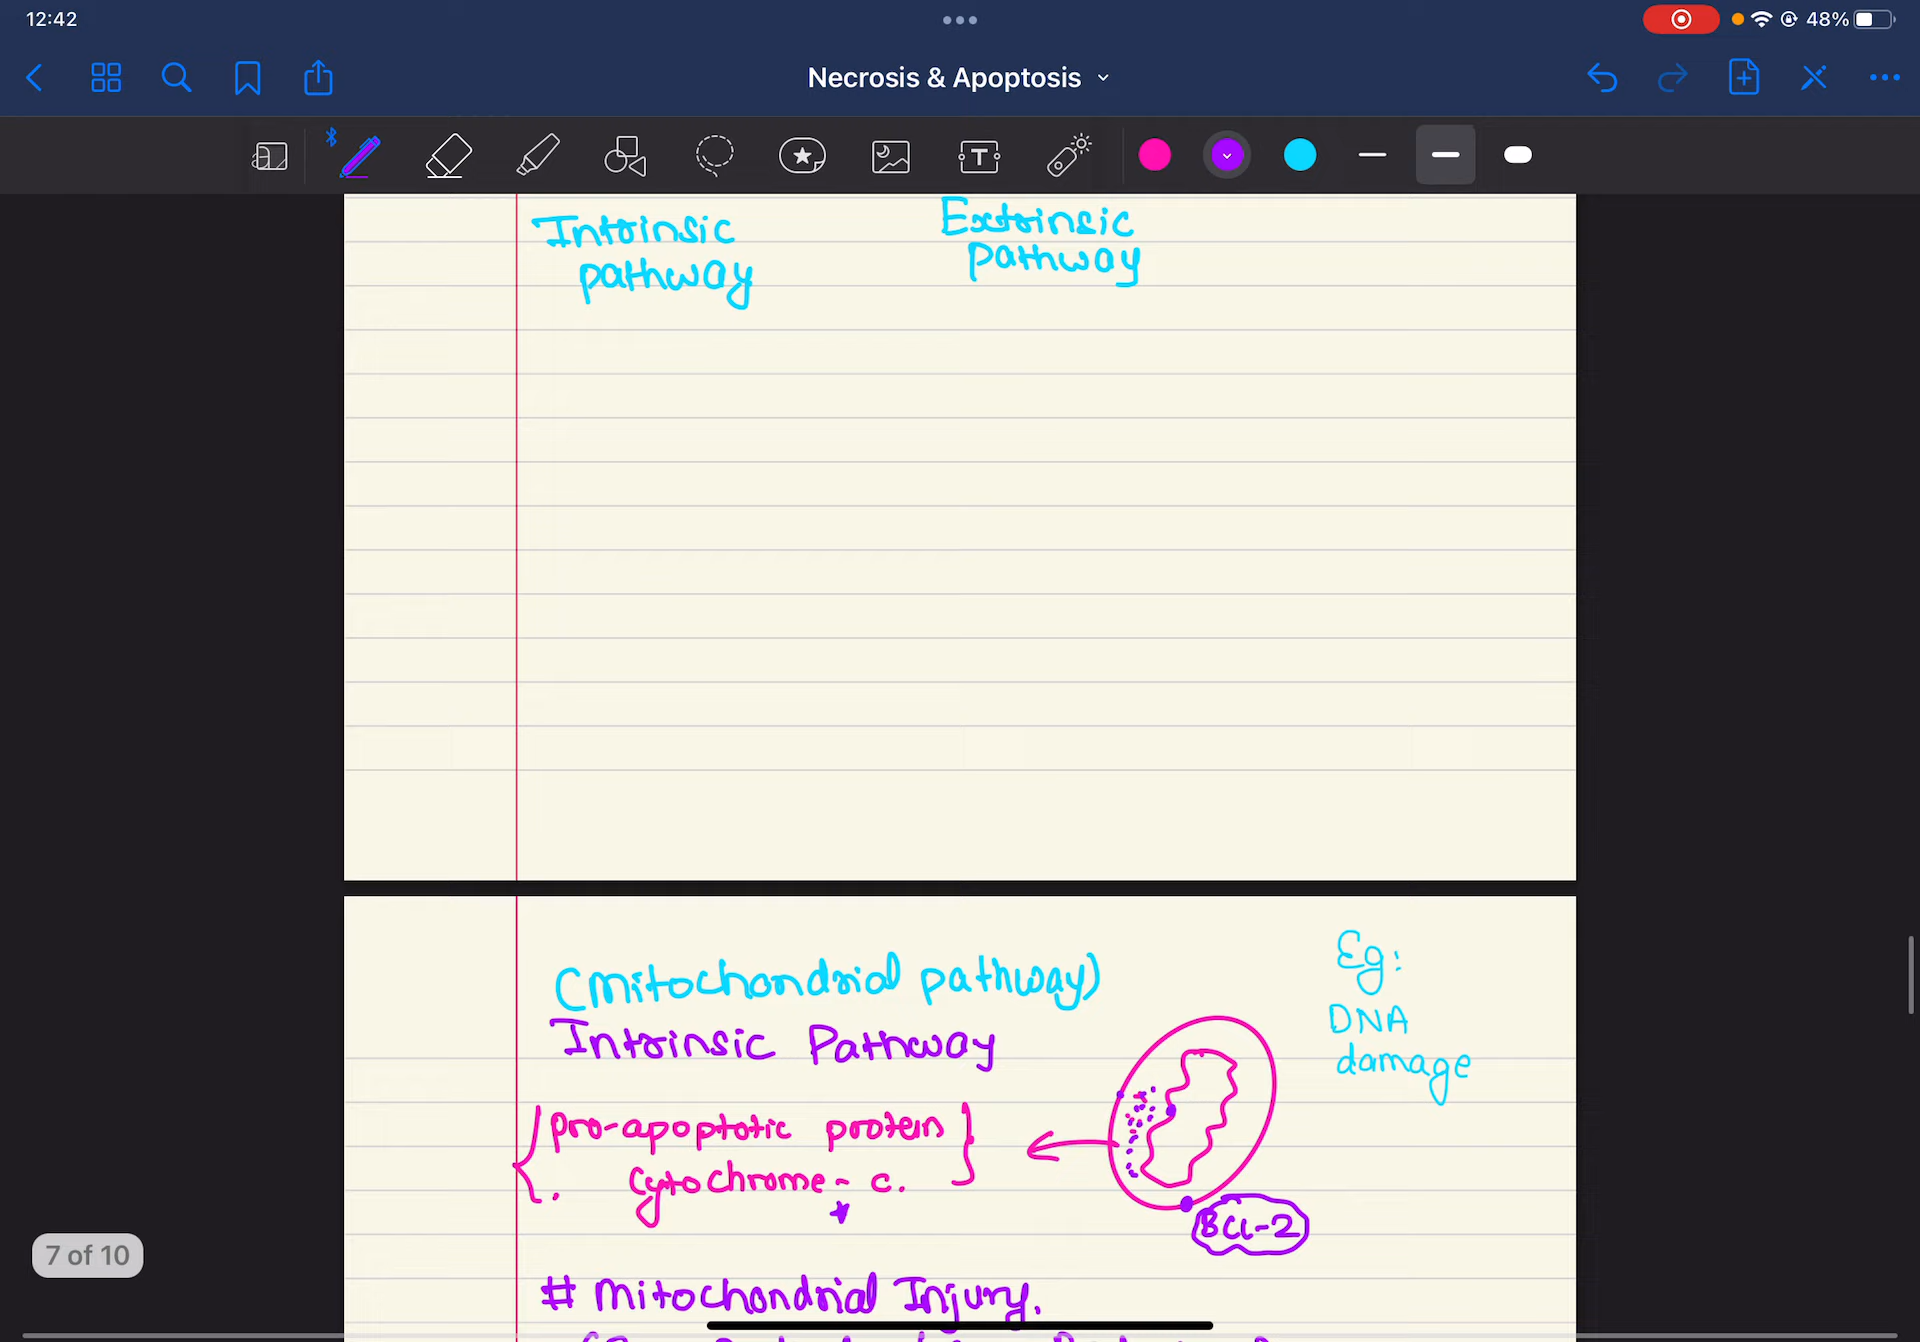 12:42
48%
Necrosis & Apoptosis
Intrinsic
pathway
Extrinsic
pathway
(Mitochondrial pathway)
Intrinsic Pathway
Eg:
DNA
damage
pro-apoptotic protein
Cytochrome - c.
BCL-2
# Mitochondrial Injury.
7 of 10